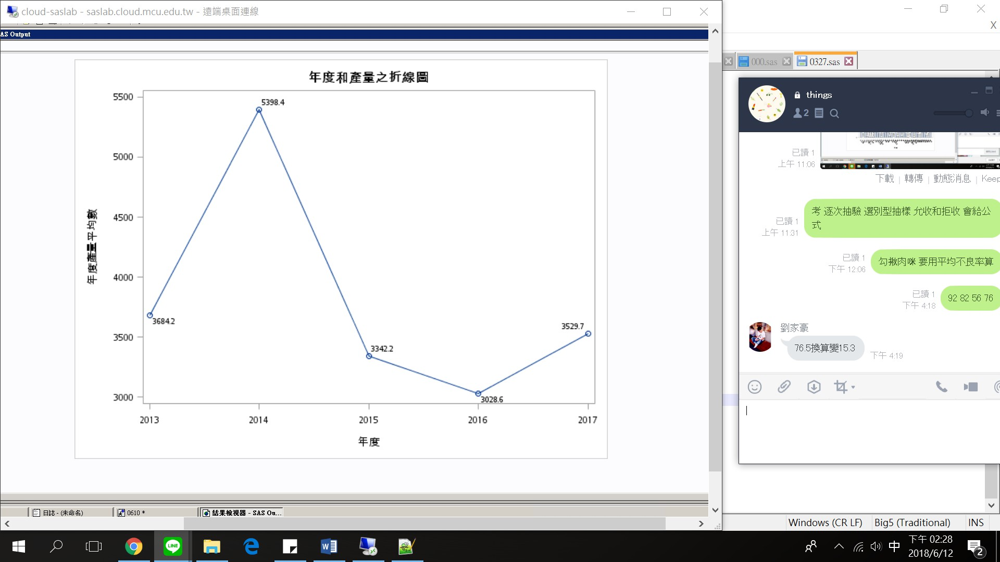 cloud-saslab - saslab.cloud.mcu.edu.tw - 遠端桌面連線
AS Output
年度和產量之折線圖
年度產量平均數
5500
5000
4500
4000
3500
3000
5398.4
3684.2
3342.2
3028.6
3529.7
2013
2014
2015
2016
2017
年度
日誌 - (未命名)
0610 *
結果檢視器 - SAS Ou...
X
000.sas
0327.sas
things
2
已讀 1
上午 11:06
下載 | 轉傳 | 動態消息 | Keep
考 逐次抽驗 選別型抽樣 允收和拒收 會給公
式
已讀 1
上午 11:31
勾揪肉咪 要用平均不良率算
已讀 1
下午 12:06
92 82 56 76
已讀 1
下午 4:18
劉家豪
76.5換算變15.3
下午 4:19
Windows (CR LF)
Big5 (Traditional)
INS
LINE
中
下午 02:28
2018/6/12
2